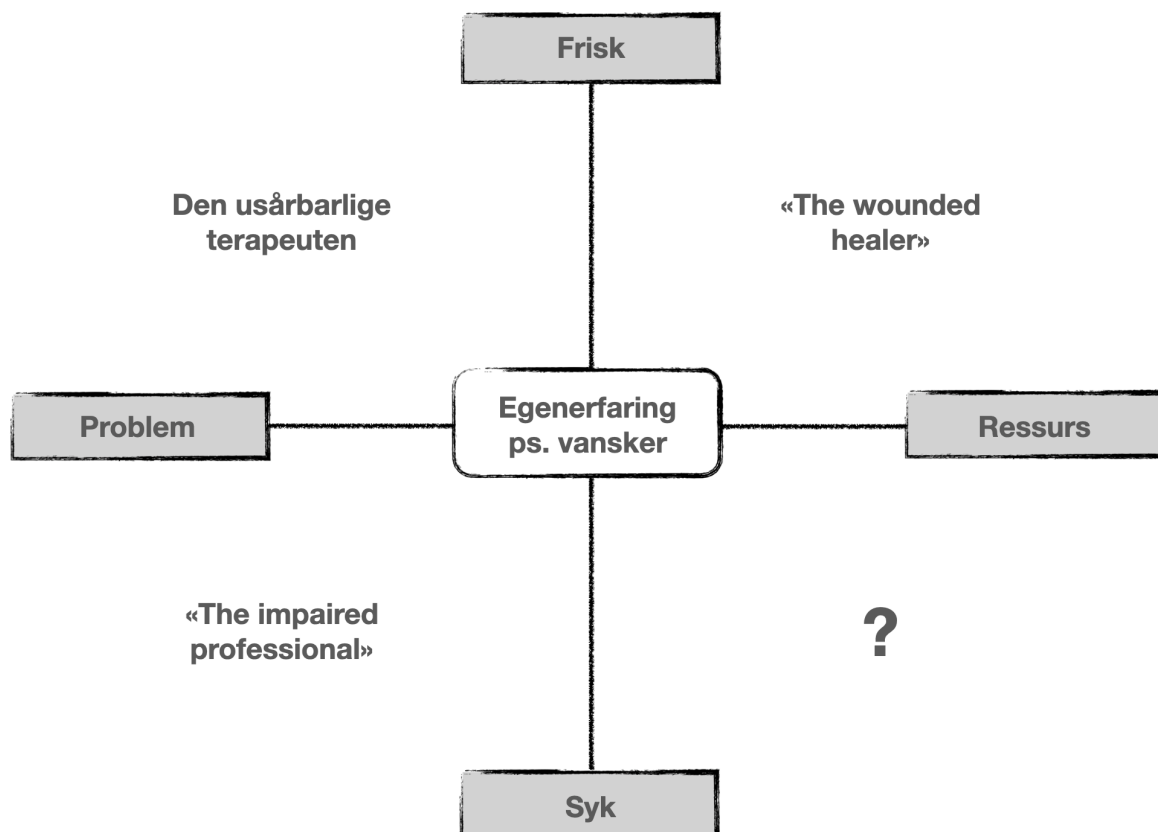 Frisk
Den usårbarlige
terapeuten
«The wounded
healer»
Problem
Egenerfaring
ps. vansker
Ressurs
«The impaired
professional»
?
Syk